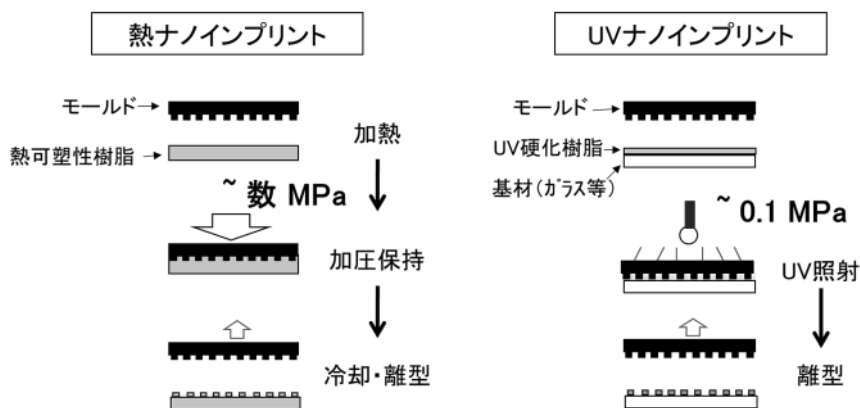 熱ナノインプリント
モールド
熱可塑性樹脂
加熱
~ 数 MPa
加圧保持
冷却・離型
UVナノインプリント
モールド
UV硬化樹脂
基材(ガラス等)
~ 0.1 MPa
UV照射
離型